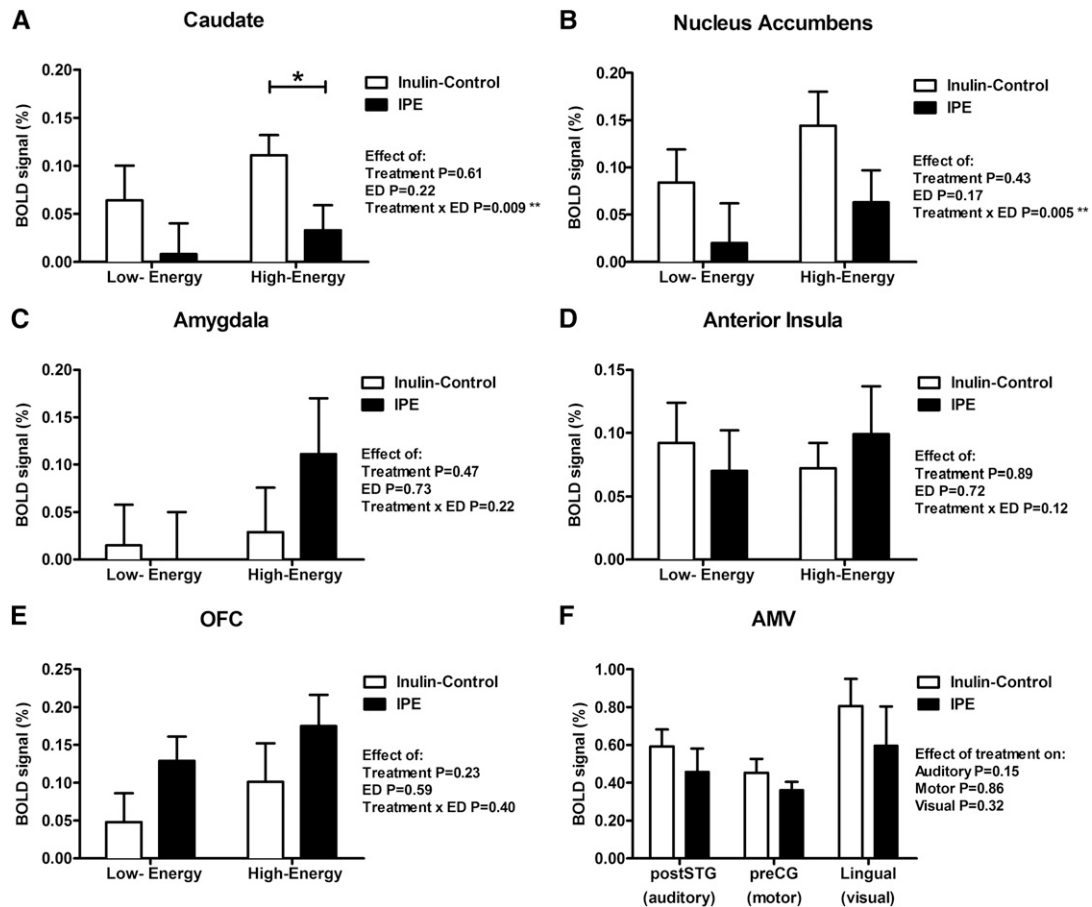 A
Caudate
BOLD signal (%)
0.20
0.15
0.10
0.05
0.00
*
Inulin-Control
IPE
Effect of:
Treatment P=0.61
ED P=0.22
Treatment x ED P=0.009 **
Low- Energy
High-Energy
B
Nucleus Accumbens
BOLD signal (%)
0.20
0.15
0.10
0.05
0.00
Inulin-Control
IPE
Effect of:
Treatment P=0.43
ED P=0.17
Treatment x ED P=0.005 **
Low- Energy
High-Energy
C
Amygdala
BOLD signal (%)
0.20
0.15
0.10
0.05
0.00
Inulin-Control
IPE
Effect of:
Treatment P=0.47
ED P=0.73
Treatment x ED P=0.22
Low- Energy
High-Energy
D
Anterior Insula
BOLD signal (%)
0.15
0.10
0.05
0.00
Inulin-Control
IPE
Effect of:
Treatment P=0.89
ED P=0.72
Treatment x ED P=0.12
Low- Energy
High-Energy
E
OFC
BOLD signal (%)
0.25
0.20
0.15
0.10
0.05
0.00
Inulin-Control
IPE
Effect of:
Treatment P=0.23
ED P=0.59
Treatment x ED P=0.40
Low- Energy
High-Energy
F
AMV
BOLD signal (%)
1.00
0.80
0.60
0.40
0.20
0.00
Inulin-Control
IPE
Effect of treatment on:
Auditory P=0.15
Motor P=0.86
Visual P=0.32
postSTG preCG Lingual
(auditory) (motor) (visual)